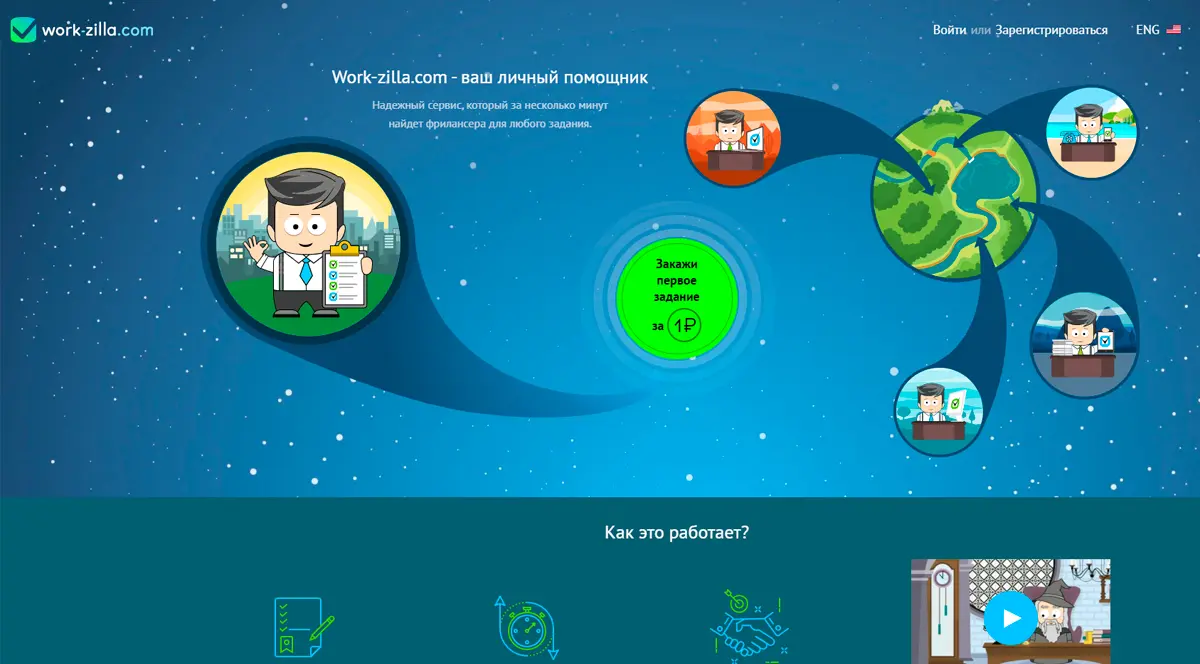 work-zilla.com
Войти или Зарегистрироваться
ENG
Work-zilla.com - ваш личный помощник
Надежный сервис, который за несколько минут
найдет фрилансера для любого задания.
Закажи
первое
задание
за 1₽
Как это работает?